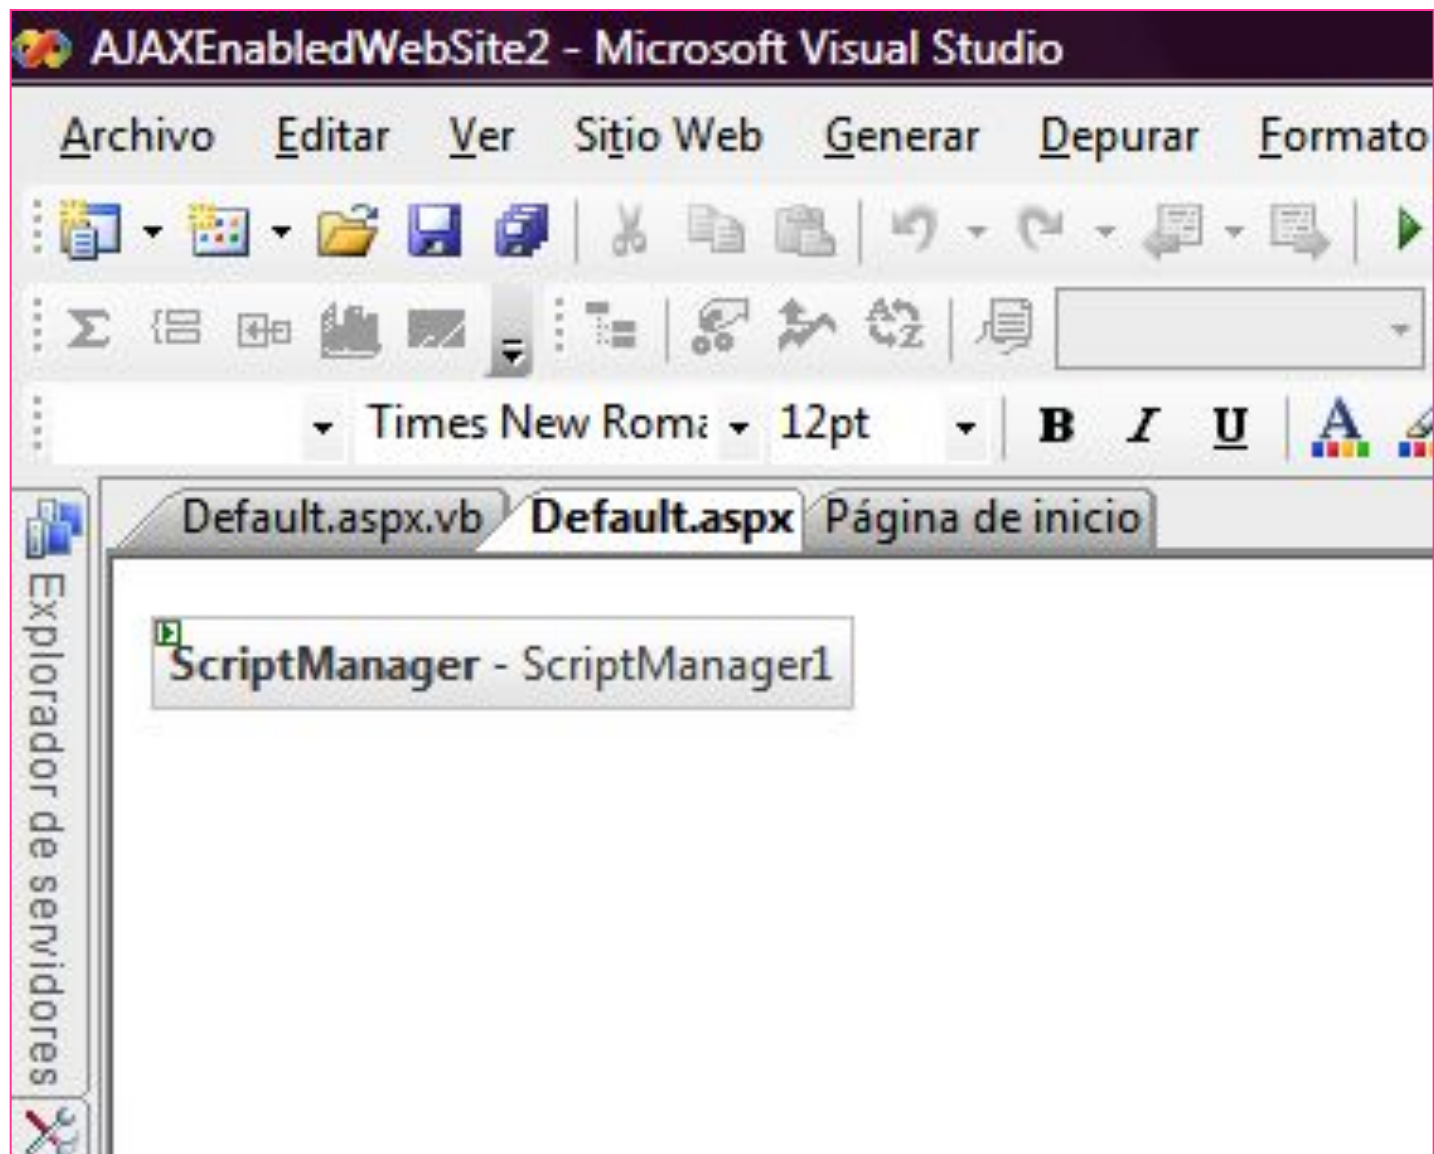 AJAXEnabledWebSite2 - Microsoft Visual Studio
Archivo Editar Ver Sitio Web Generar Depurar Formato
Times New Roma 12pt B I U A
Default.aspx.vb Default.aspx Página de inicio
ScriptManager - ScriptManager1
Explorador de servidores